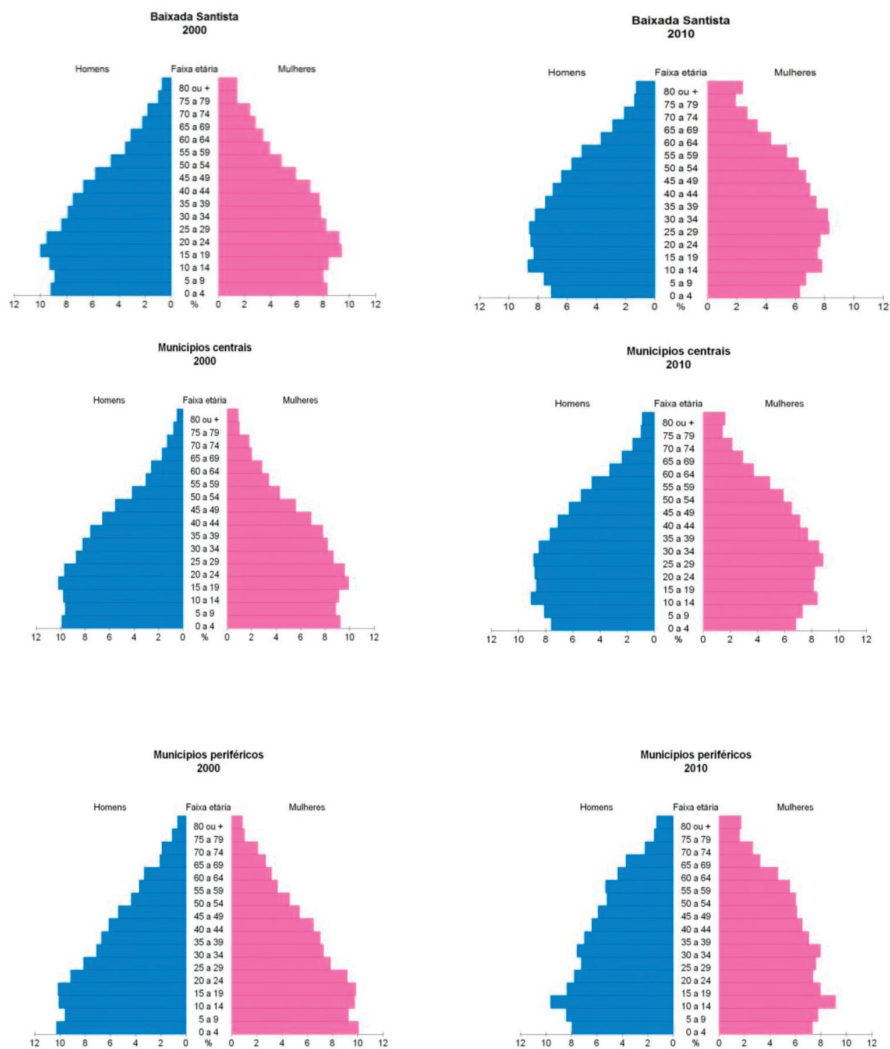 Baixada Santista
2000
Homens Faixa etária Mulheres
80 ou +
75 a 79
70 a 74
65 a 69
60 a 64
55 a 59
50 a 54
45 a 49
40 a 44
35 a 39
30 a 34
25 a 29
20 a 24
15 a 19
10 a 14
5 a 9
0 a 4
12 10 8 6 4 2 0 % 0 2 4 6 8 10 12
Baixada Santista
2010
Homens Faixa etária Mulheres
80 ou +
75 a 79
70 a 74
65 a 69
60 a 64
55 a 59
50 a 54
45 a 49
40 a 44
35 a 39
30 a 34
25 a 29
20 a 24
15 a 19
10 a 14
5 a 9
0 a 4
12 10 8 6 4 2 0 % 0 2 4 6 8 10 12
Municípios centrais
2000
Homens Faixa etária Mulheres
80 ou +
75 a 79
70 a 74
65 a 69
60 a 64
55 a 59
50 a 54
45 a 49
40 a 44
35 a 39
30 a 34
25 a 29
20 a 24
15 a 19
10 a 14
5 a 9
0 a 4
12 10 8 6 4 2 0 % 0 2 4 6 8 10 12
Municípios centrais
2010
Homens Faixa etária Mulheres
80 ou +
75 a 79
70 a 74
65 a 69
60 a 64
55 a 59
50 a 54
45 a 49
40 a 44
35 a 39
30 a 34
25 a 29
20 a 24
15 a 19
10 a 14
5 a 9
0 a 4
12 10 8 6 4 2 0 % 0 2 4 6 8 10 12
Municípios periféricos
2000
Homens Faixa etária Mulheres
80 ou +
75 a 79
70 a 74
65 a 69
60 a 64
55 a 59
50 a 54
45 a 49
40 a 44
35 a 39
30 a 34
25 a 29
20 a 24
15 a 19
10 a 14
5 a 9
0 a 4
12 10 8 6 4 2 0 % 0 2 4 6 8 10 12
Municípios periféricos
2010
Homens Faixa etária Mulheres
80 ou +
75 a 79
70 a 74
65 a 69
60 a 64
55 a 59
50 a 54
45 a 49
40 a 44
35 a 39
30 a 34
25 a 29
20 a 24
15 a 19
10 a 14
5 a 9
0 a 4
12 10 8 6 4 2 0 % 0 2 4 6 8 10 12